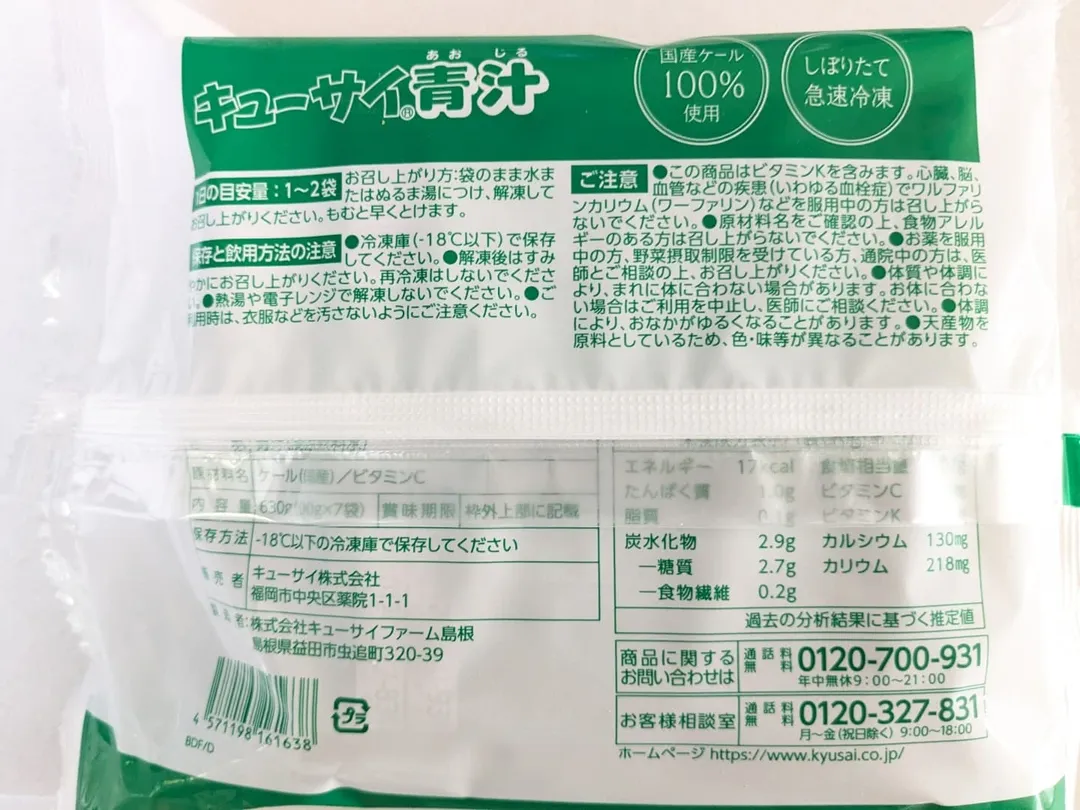 あおじる
キューサイ®青汁
国産ケール
100%
使用
しぼりたて
急速冷凍
1日の目安量：1〜2袋
お召し上がり方：袋のまま水ま
たはぬるま湯につけ、解凍して
お召し上がりください。もむと早くとけます。
保存と飲用方法の注意
●冷凍庫(-18℃以下)で保存
してください。●解凍後はすみ
やかにお召し上がりください。再冷凍はしないでくださ
い。●熱湯や電子レンジで解凍しないでください。●ご
利用時は、衣服などを汚さないようにご注意ください。
ご注意
●この商品はビタミンKを含みます。心臓、脳、
血管などの疾患(いわゆる血栓症)でワルファリ
ンカリウム(ワーファリン)などを服用中の方は召し上がら
ないでください。●原材料名をご確認の上、食物アレル
ギーのある方は召し上がらないでください。●お薬を服用
中の方、野菜摂取制限を受けている方、通院中の方は、医
師とご相談の上、お召し上がりください。●体質や体調に
より、まれに体に合わない場合があります。お体に合わな
い場合はご利用を中止し、医師にご相談ください。●体調
により、おなかがゆるくなることがあります。●天産物を
原料としているため、色・味等が異なることがあります。
原材料名 ケール(国産)／ビタミンC
内容量 630g(90g×7袋) 賞味期限 枠外上部に記載
保存方法 -18℃以下の冷凍庫で保存してください
販売者 キューサイ株式会社
福岡市中央区薬院1-1-1
製造者：株式会社キューサイファーム島根
島根県益田市虫追町320-39
4 571198 161638
BDF/D
プラ
エネルギー 17kcal 食塩相当量
たんぱく質 1.0g ビタミンC
脂質 0.1g ビタミンK
炭水化物 2.9g カルシウム 130mg
―糖質 2.7g カリウム 218mg
―食物繊維 0.2g
過去の分析結果に基づく推定値
商品に関する
お問い合わせは
通話料
無料
0120-700-931
年中無休9：00〜21：00
お客様相談室
通話料
無料
0120-327-831
月〜金(祝日除く) 9:00〜18:00
ホームページ https://www.kyusai.co.jp/